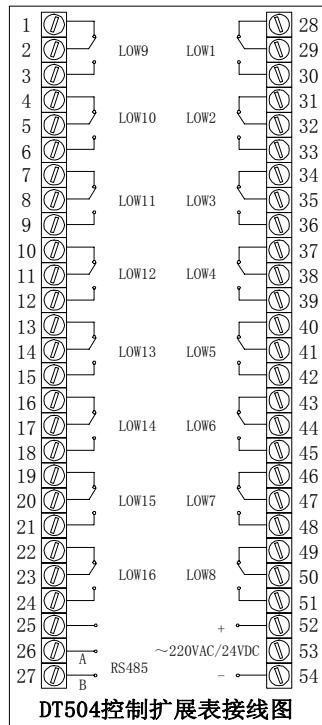 1 28
2 LOW9 LOW1 29
3 30
4 31
5 LOW10 LOW2 32
6 33
7 34
8 LOW11 LOW3 35
9 36
10 37
11 LOW12 LOW4 38
12 39
13 40
14 LOW13 LOW5 41
15 42
16 43
17 LOW14 LOW6 44
18 45
19 46
20 LOW15 LOW7 47
21 48
22 49
23 LOW16 LOW8 50
24 51
25 + 52
26 A RS485 ~220VAC/24VDC 53
27 B − 54
DT504控制扩展表接线图